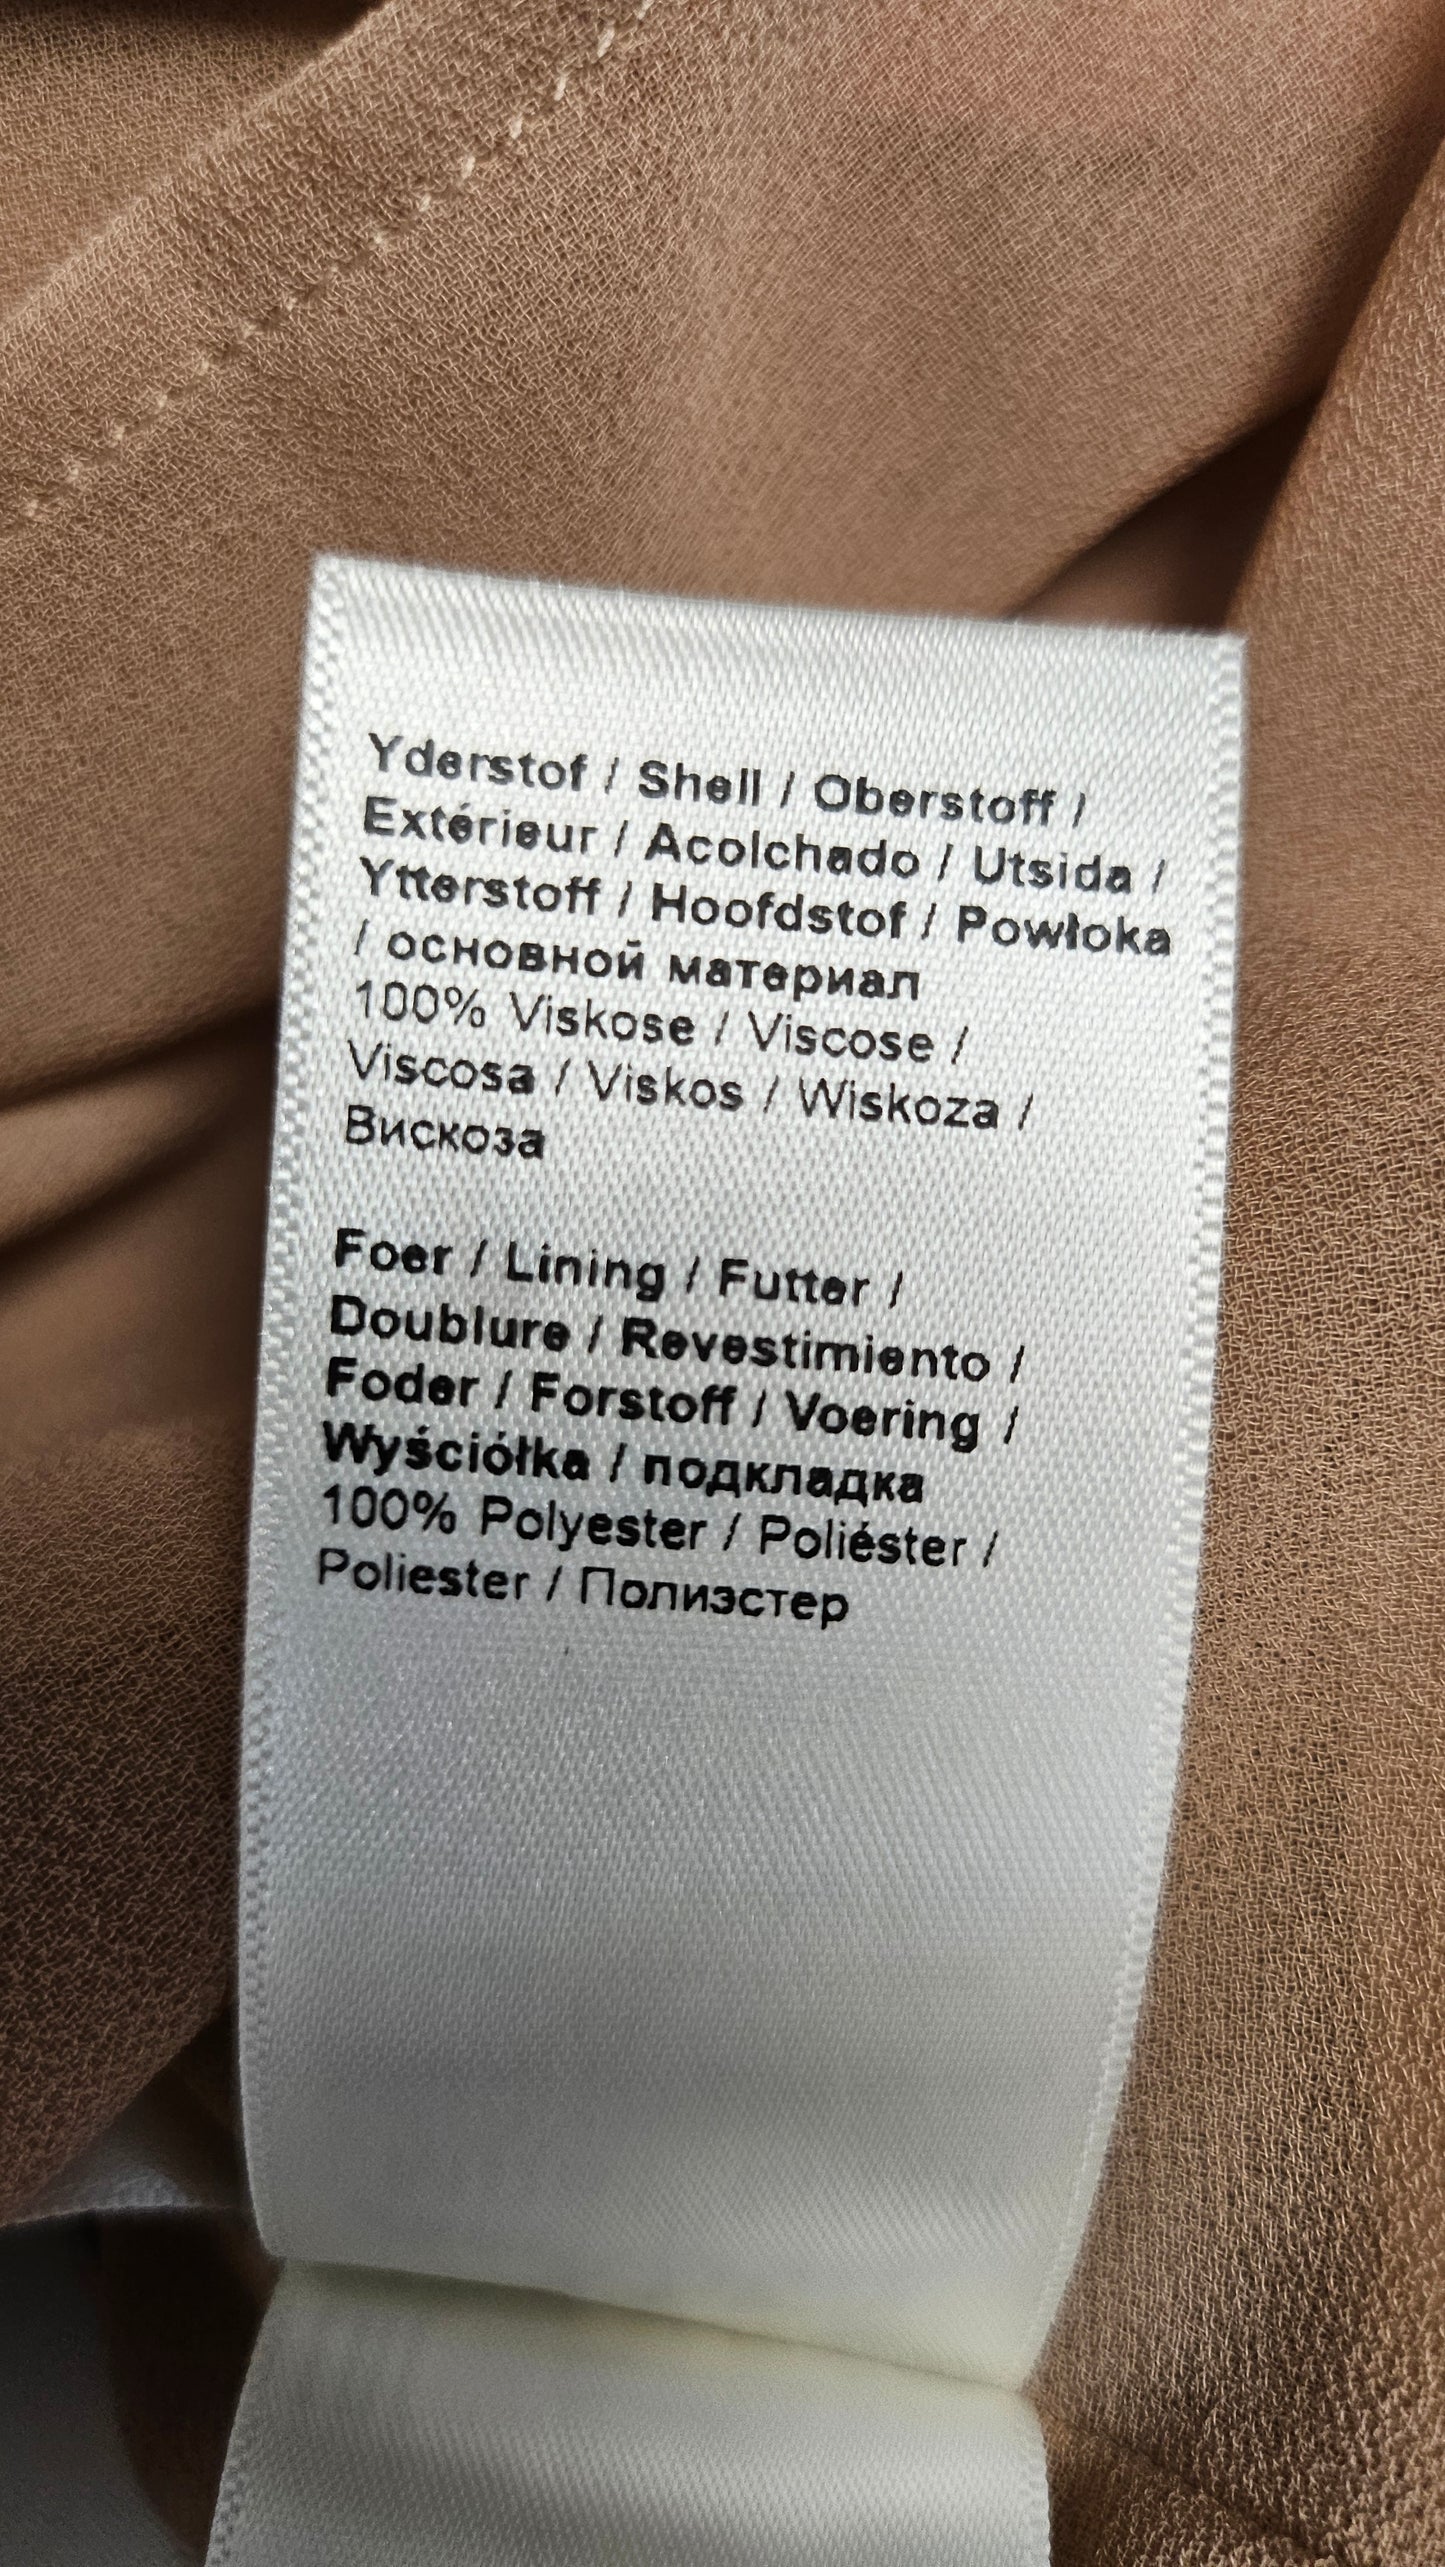 Yderstof / Shell / Oberstoff /
Extérieur / Acolchado / Utsida /
Ytterstoff / Hoofdstof / Powłoka
/ основной материал
100% Viskose / Viscose /
Viscosa / Viskos / Wiskoza /
Вискоза
Foer / Lining / Futter /
Doublure / Revestimiento /
Foder / Forstoff / Voering /
Wyściółka / подкладка
100% Polyester / Poliéster /
Poliester / Полиэстер